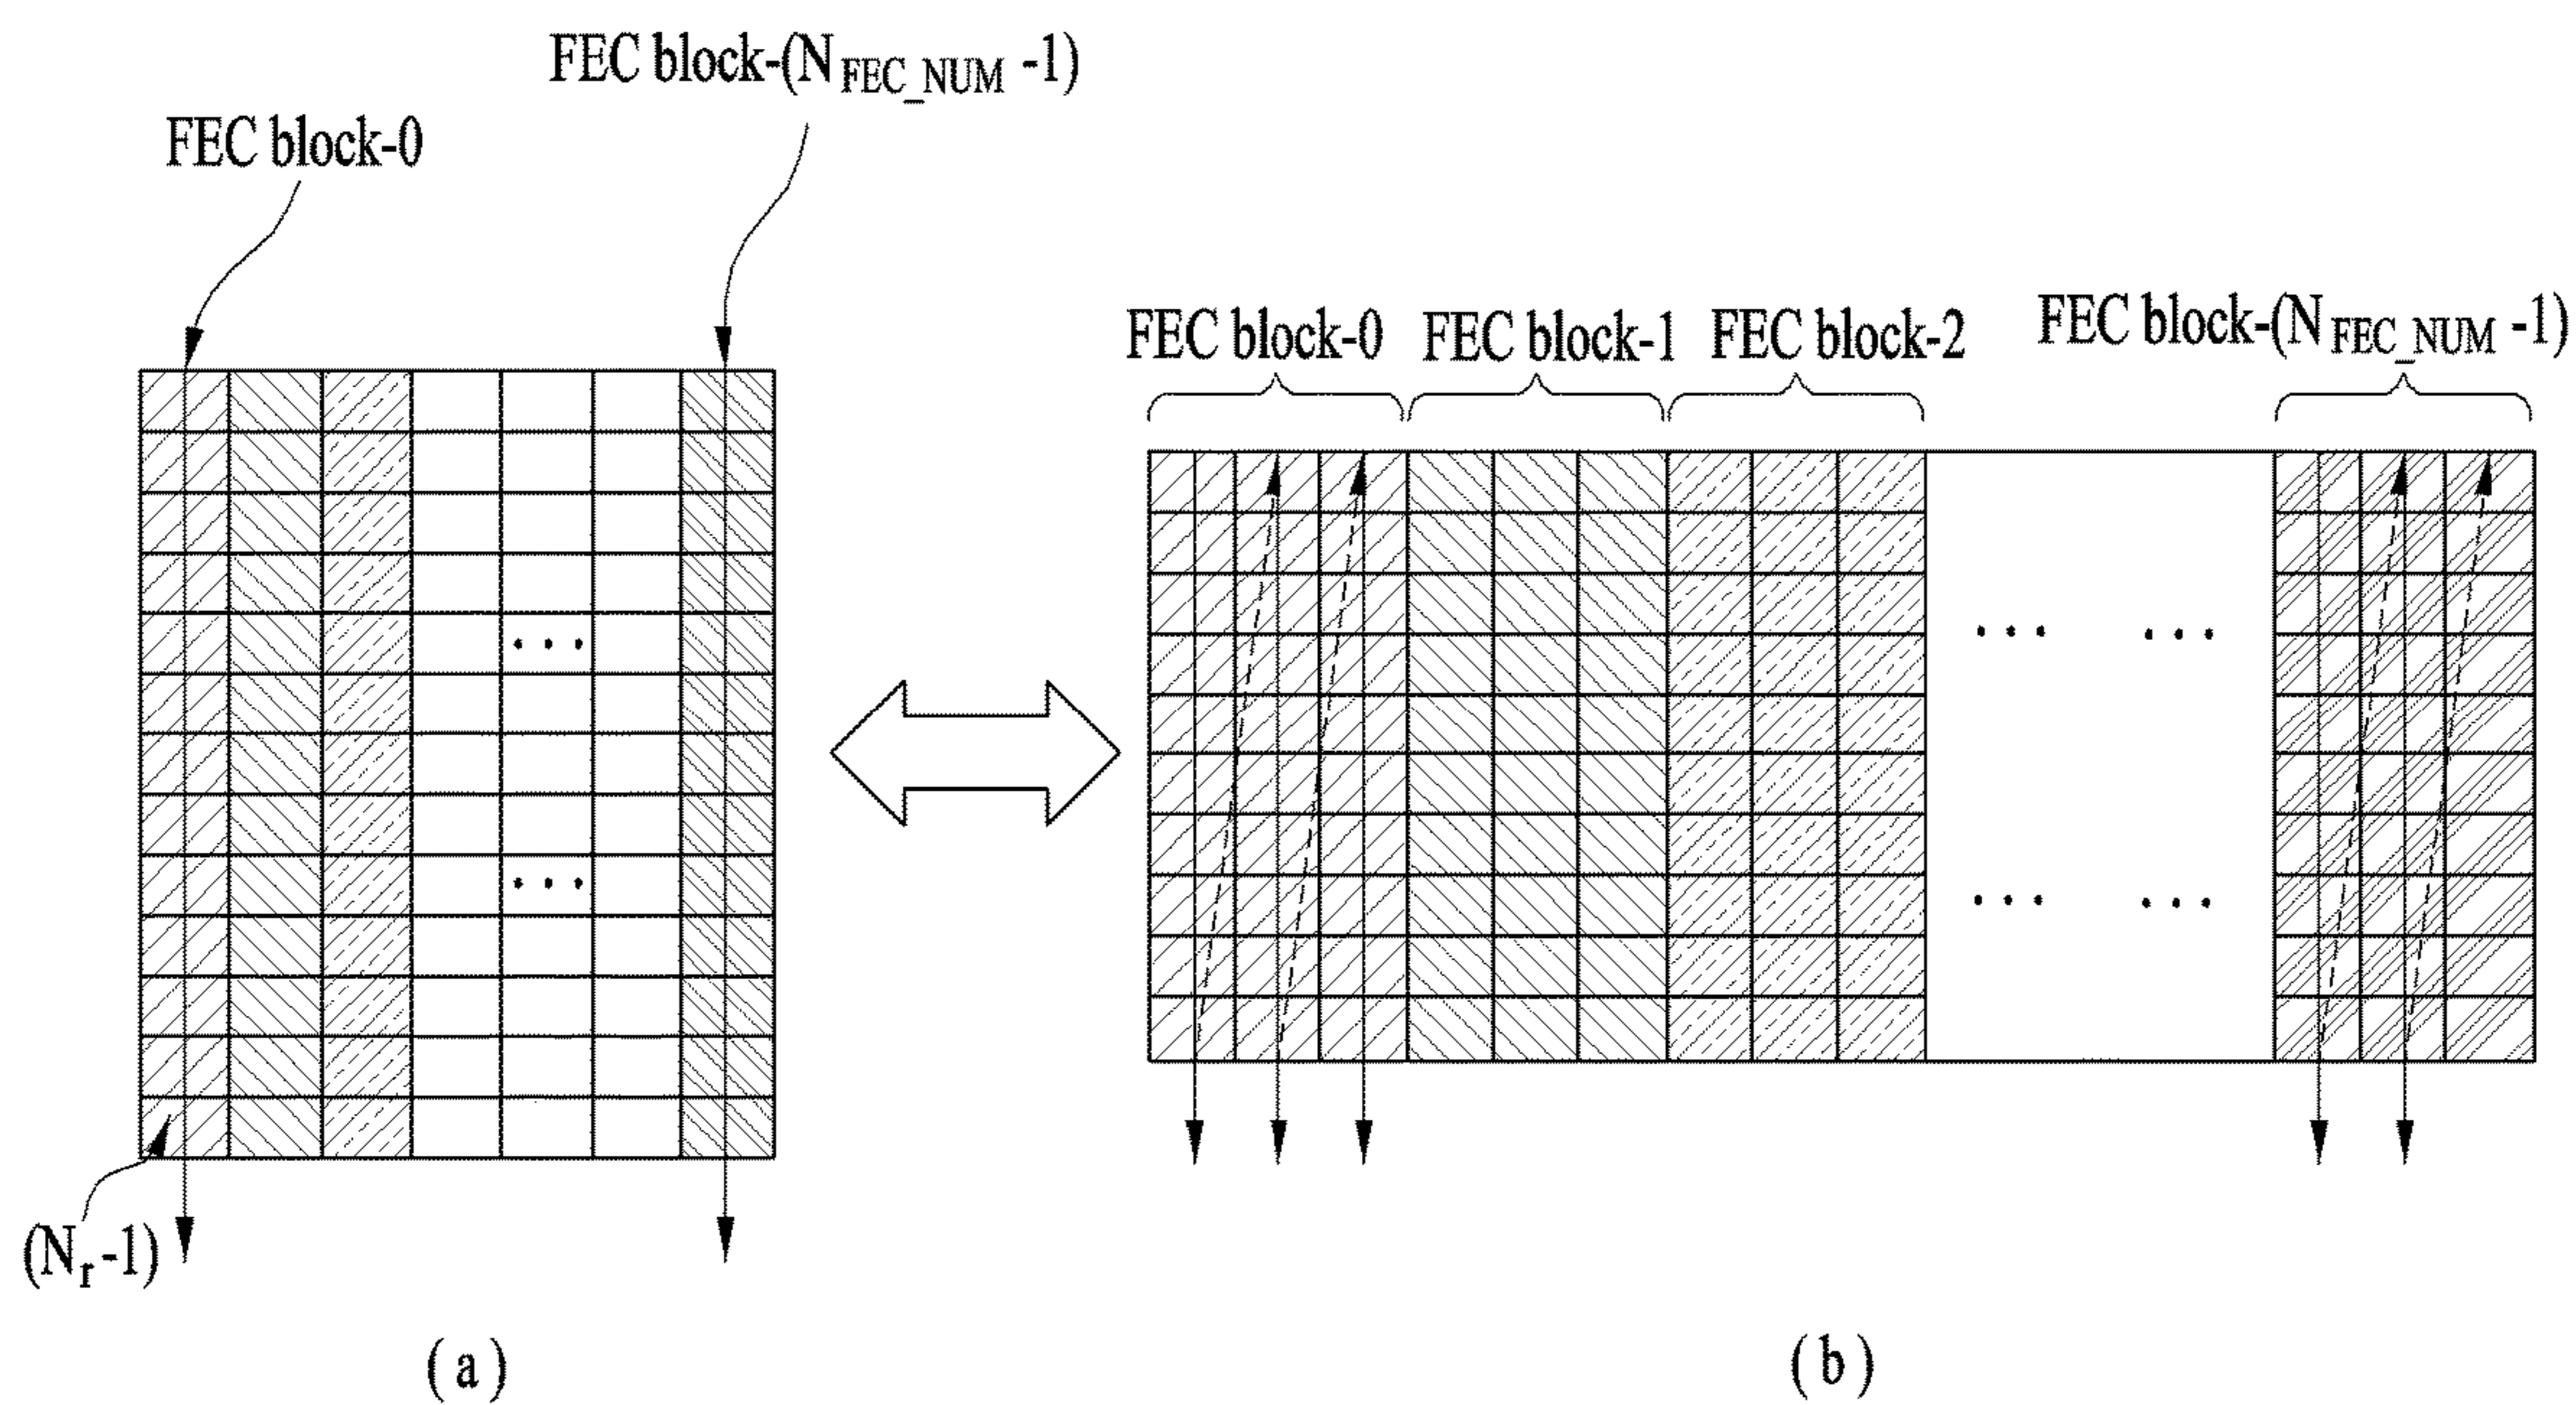 FEC block-(N FEC_NUM -1)
FEC block-0
FEC block-0 FEC block-1 FEC block-2 FEC block-(N FEC_NUM -1)
... ... ...
... ... ...
(Nr-1)
(a) (b)